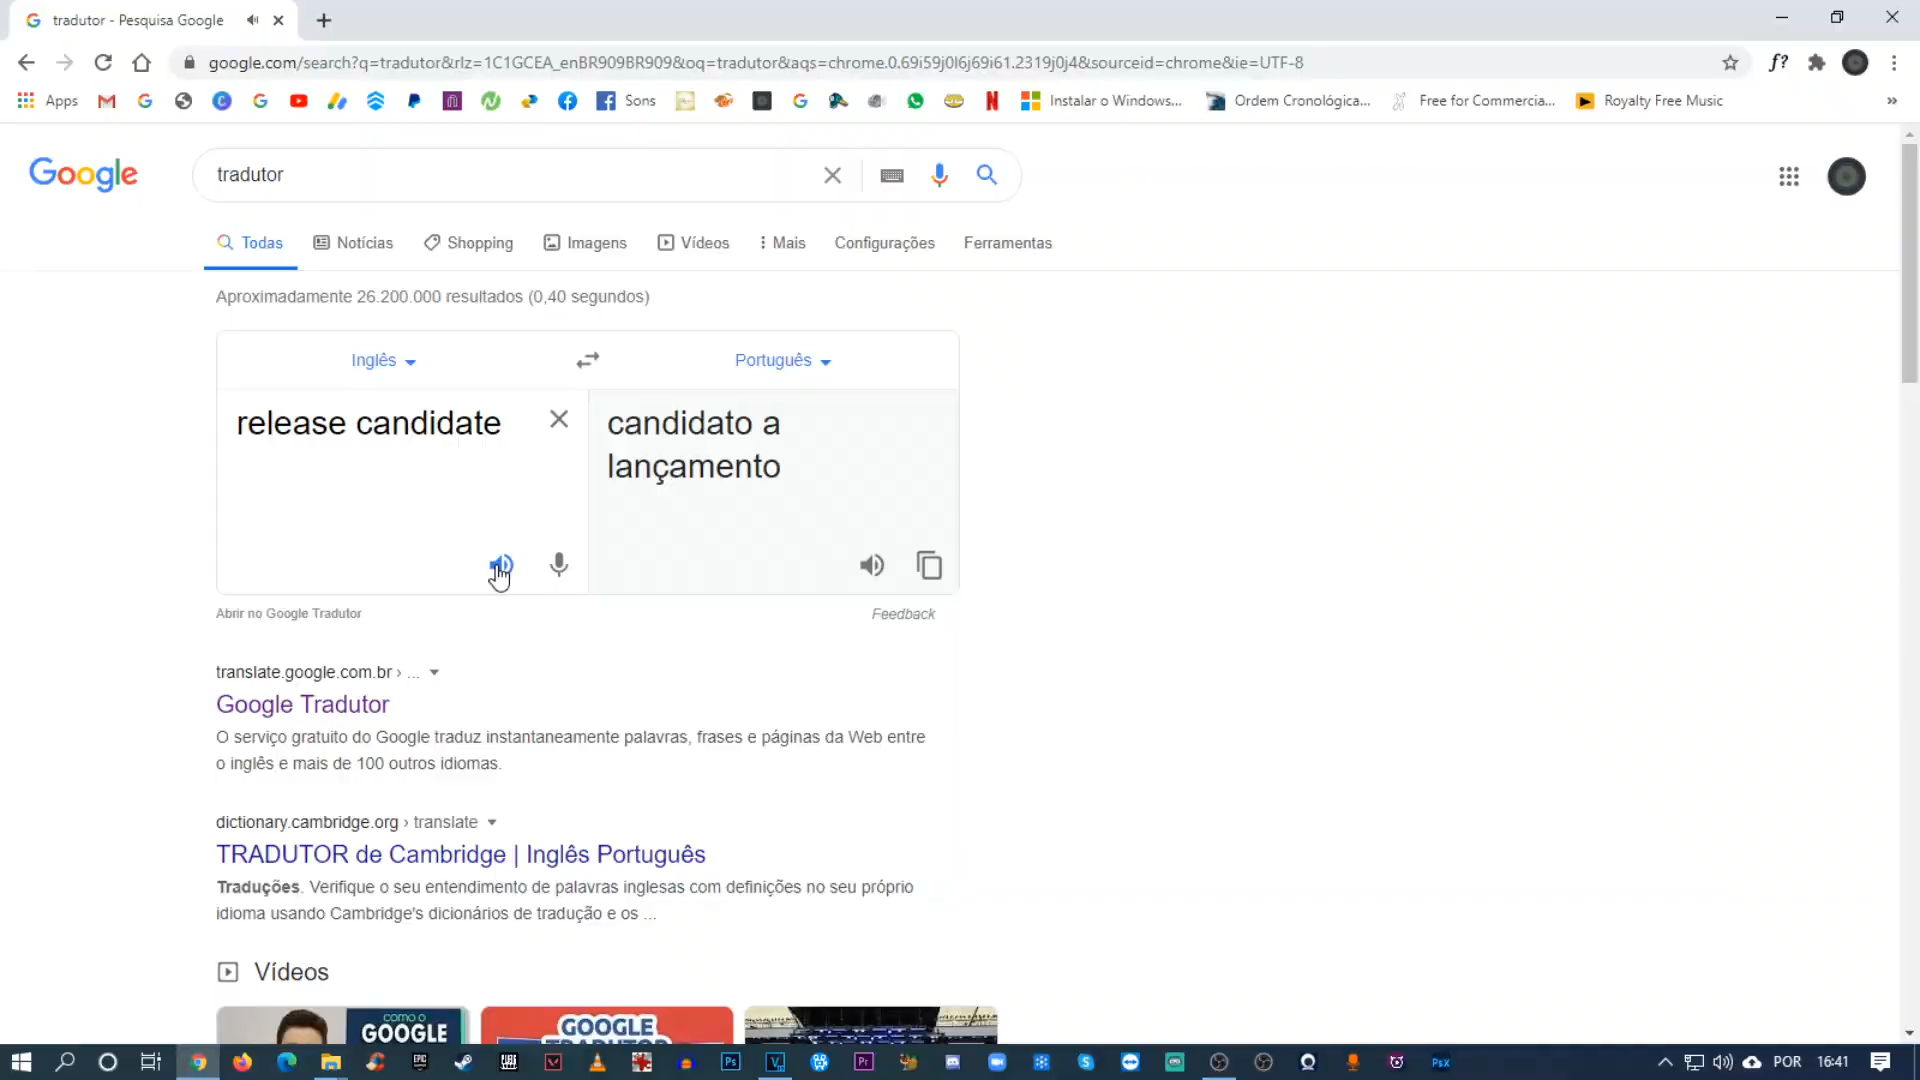 tradutor - Pesquisa Google
google.com/search?q=tradutor&rlz=1C1GCEA_enBR909BR909&oq=tradutor&aqs=chrome.0.69i59j0l6j69i61.2319j0j4&sourceid=chrome&ie=UTF-8
f?
Apps
Sons
Instalar o Windows...
Ordem Cronológica...
Free for Commercia...
Royalty Free Music
»
Google
tradutor
Todas
Notícias
Shopping
Imagens
Vídeos
Mais
Configurações
Ferramentas
Aproximadamente 26.200.000 resultados (0,40 segundos)
Inglês
Português
release candidate
candidato a
lançamento
Abrir no Google Tradutor
Feedback
translate.google.com.br › ...
Google Tradutor
O serviço gratuito do Google traduz instantaneamente palavras, frases e páginas da Web entre
o inglês e mais de 100 outros idiomas.
dictionary.cambridge.org › translate
TRADUTOR de Cambridge | Inglês Português
Traduções. Verifique o seu entendimento de palavras inglesas com definições no seu próprio
idioma usando Cambridge's dicionários de tradução e os ...
Vídeos
COMO O
GOOGLE
GOOGLE
TRADUTOR
EPIC
Ps
Pr
PsX
POR
16:41